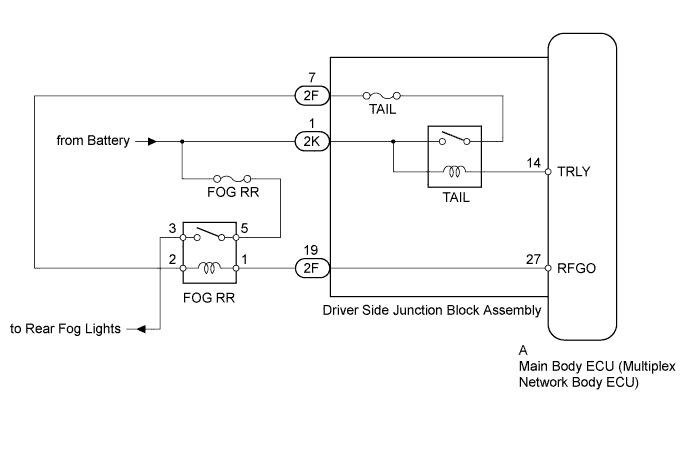 7
2F
TAIL
1
from Battery
2K
14
TRLY
FOG RR
TAIL
3
5
19
2
1
2F
27
RFGO
FOG RR
Driver Side Junction Block Assembly
to Rear Fog Lights
A
Main Body ECU (Multiplex
Network Body ECU)